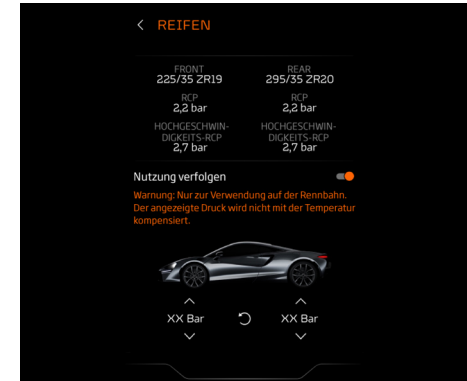 REIFEN
FRONT
225/35 ZR19
REAR
295/35 ZR20
RCP
2,2 bar
RCP
2,2 bar
HOCHGESCHWIN-
DIGKEITS-RCP
2,7 bar
HOCHGESCHWIN-
DIGKEITS-RCP
2,7 bar
Nutzung verfolgen
Warnung: Nur zur Verwendung auf der Rennbahn.
Der angezeigte Druck wird nicht mit der Temperatur
kompensiert.
XX Bar
XX Bar